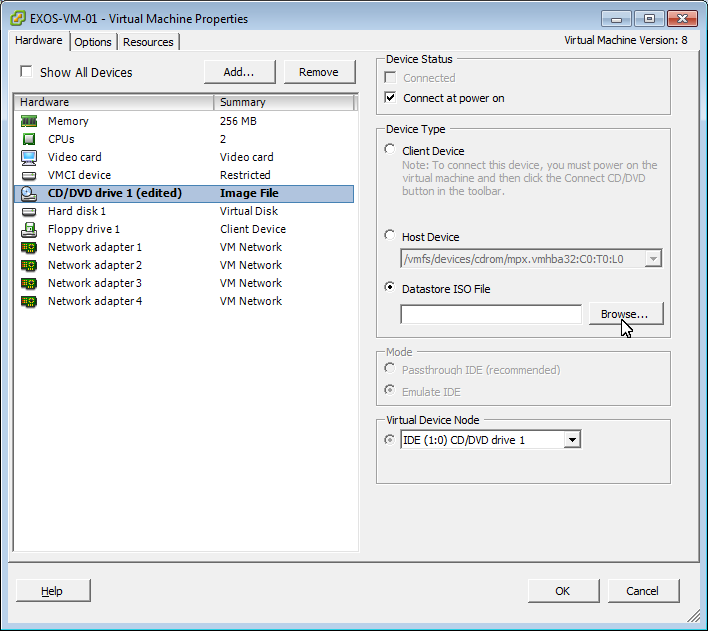 EXOS-VM-01 - Virtual Machine Properties
Hardware Options Resources
Virtual Machine Version: 8
Show All Devices Add... Remove
Hardware Summary
Memory 256 MB
CPUs 2
Video card Video card
VMCI device Restricted
CD/DVD drive 1 (edited) Image File
Hard disk 1 Virtual Disk
Floppy drive 1 Client Device
Network adapter 1 VM Network
Network adapter 2 VM Network
Network adapter 3 VM Network
Network adapter 4 VM Network
Device Status
Connected
Connect at power on
Device Type
Client Device
Note: To connect this device, you must power on the
virtual machine and then click the Connect CD/DVD
button in the toolbar.
Host Device
/vmfs/devices/cdrom/mpx.vmhba32:C0:T0:L0
Datastore ISO File
Browse...
Mode
Passthrough IDE (recommended)
Emulate IDE
Virtual Device Node
IDE (1:0) CD/DVD drive 1
Help OK Cancel